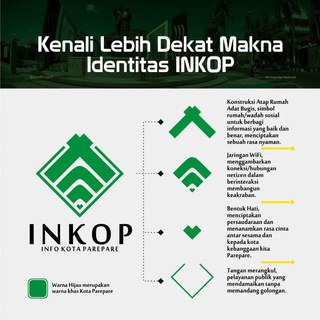 Kenali Lebih Dekat Makna
Identitas INKOP
Konstruksi Atap Rumah
Adat Bugis, simbol
rumah/wadah sosial
untuk berbagi
informasi yang baik dan
benar, menciptakan
sebuah rasa nyaman.
Jaringan WiFi,
menggambarkan
koneksi/hubungan
netizen dalam
berinteraksi
membangun
keakraban.
Bentuk Hati,
menciptakan
persaudaraan dan
menanamkan rasa cinta
antar sesama dan
kepada kota
kebanggaan kita
Parepare.
Tangan merangkul,
pelayanan publik yang
mendamaikan tanpa
memandang golongan.
INKOP
INFO KOTA PAREPARE
Warna Hijau merupakan
warna khas Kota Parepare